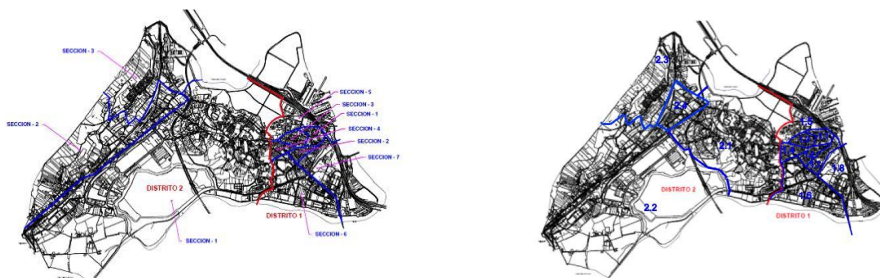 SECCION - 3
SECCION - 5
SECCION - 3
SECCION - 1
SECCION - 4
SECCION - 2
SECCION - 2
SECCION - 7
DISTRITO 2
DISTRITO 1
SECCION - 6
SECCION - 1
2.3
2.4
2.1
1.5
1.8
DISTRITO 2
1.6
2.2
DISTRITO 1